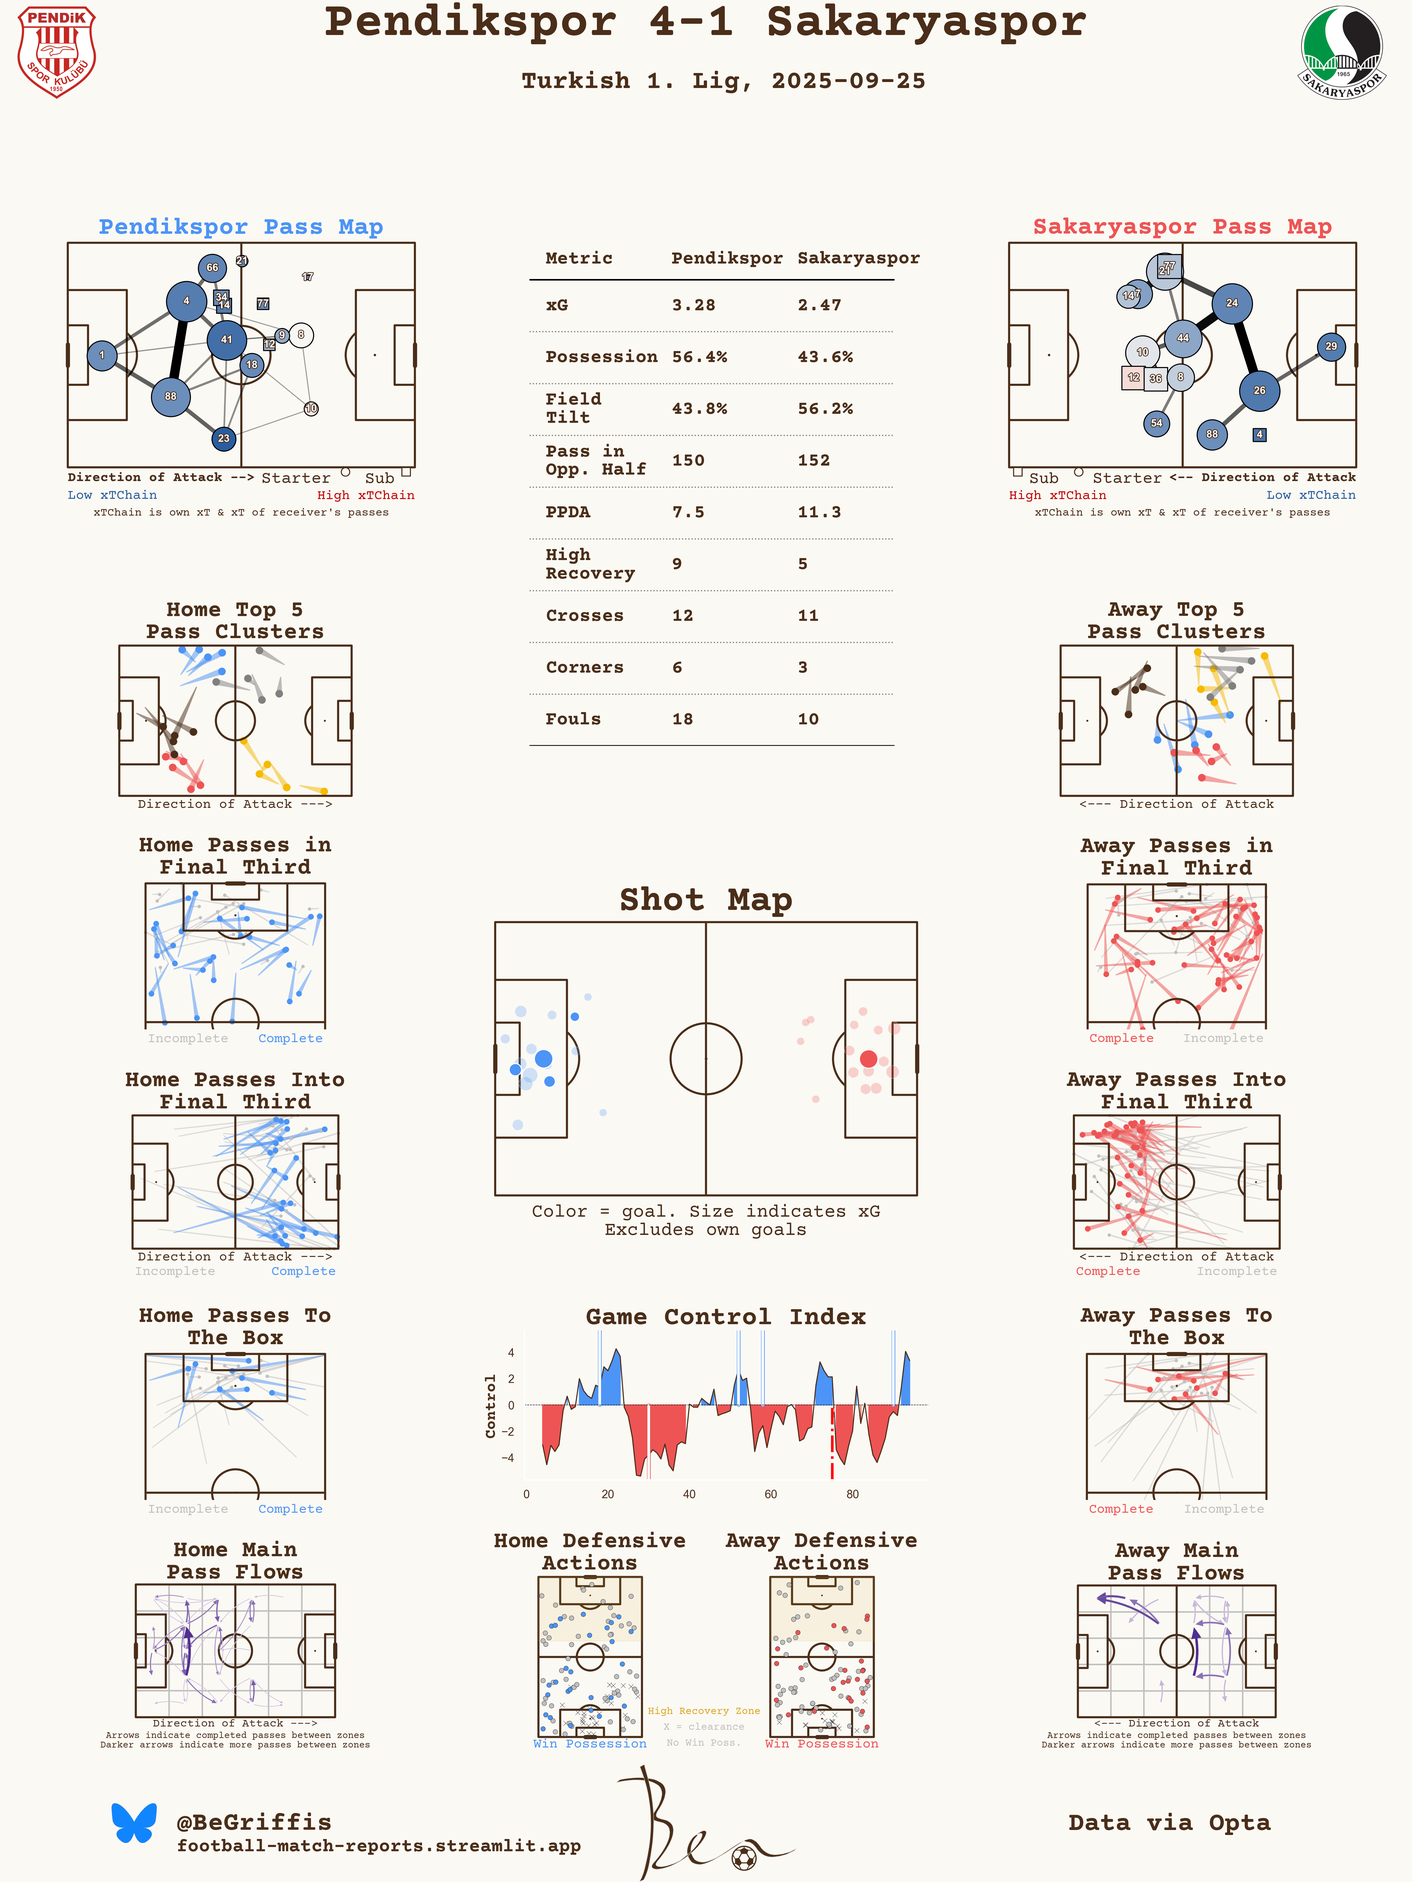 Pendikspor 4-1 Sakaryaspor
Turkish 1. Lig, 2025-09-25
PENDİK
SPOR KULÜBÜ
1950
1965
SAKARYASPOR
Pendikspor Pass Map
66
21
17
4
34
14
77
41
9
8
12
1
18
88
10
23
Direction of Attack --> Starter Sub
Low xTChain High xTChain
xTChain is own xT & xT of receiver's passes
Metric Pendikspor Sakaryaspor
xG 3.28 2.47
Possession 56.4% 43.6%
Field
Tilt 43.8% 56.2%
Pass in
Opp. Half 150 152
PPDA 7.5 11.3
High
Recovery 9 5
Crosses 12 11
Corners 6 3
Fouls 18 10
Sakaryaspor Pass Map
77
21
14
7
24
44
10
29
12
36
8
26
54
88
4
Sub Starter <-- Direction of Attack
High xTChain Low xTChain
xTChain is own xT & xT of receiver's passes
Home Top 5
Pass Clusters
Direction of Attack --->
Away Top 5
Pass Clusters
<--- Direction of Attack
Home Passes in
Final Third
Incomplete Complete
Away Passes in
Final Third
Complete Incomplete
Shot Map
Color = goal. Size indicates xG
Excludes own goals
Home Passes Into
Final Third
Direction of Attack --->
Incomplete Complete
Away Passes Into
Final Third
<--- Direction of Attack
Complete Incomplete
Home Passes To
The Box
Incomplete Complete
Game Control Index
Control
4
2
0
−2
−4
0 20 40 60 80
Away Passes To
The Box
Complete Incomplete
Home Main
Pass Flows
Direction of Attack --->
Arrows indicate completed passes between zones
Darker arrows indicate more passes between zones
Home Defensive
Actions
Win Possession
High Recovery Zone
X = clearance
No Win Poss.
Away Defensive
Actions
Win Possession
Away Main
Pass Flows
<--- Direction of Attack
Arrows indicate completed passes between zones
Darker arrows indicate more passes between zones
@BeGriffis
football-match-reports.streamlit.app
Ben
Data via Opta